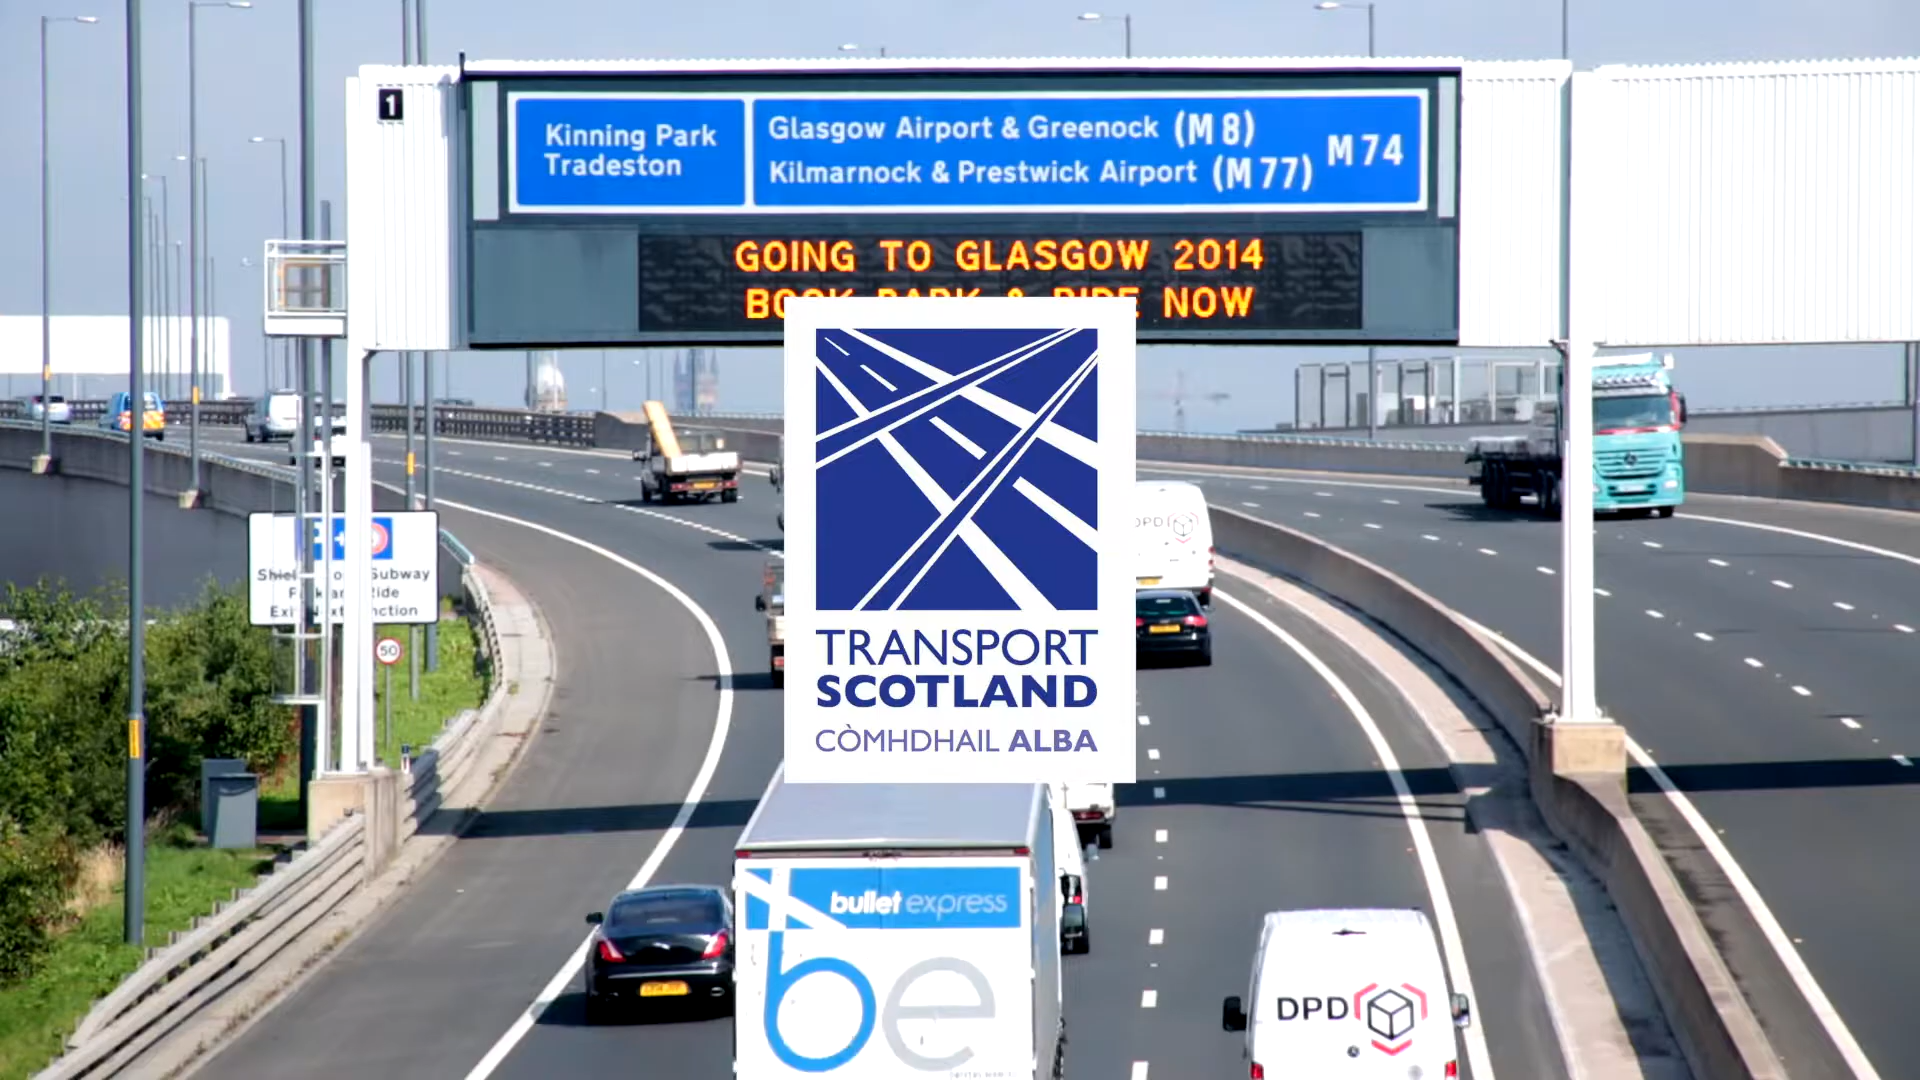 1
Kinning Park
Tradeston
Glasgow Airport & Greenock (M8)
Kilmarnock & Prestwick Airport (M77)
M74
GOING TO GLASGOW 2014
NOW
TRANSPORT
SCOTLAND
CÒMHDHAIL ALBA
DPD
Subway
50
bullet express
be
DPD